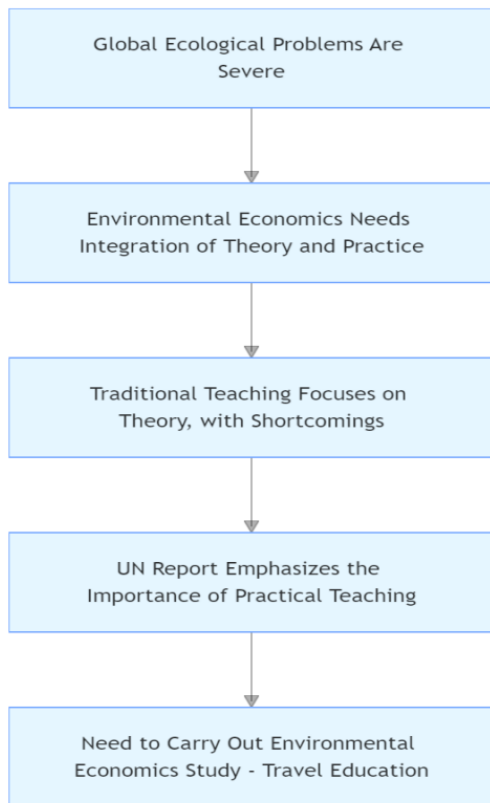 Global Ecological Problems Are
Severe
Environmental Economics Needs
Integration of Theory and Practice
Traditional Teaching Focuses on
Theory, with Shortcomings
UN Report Emphasizes the
Importance of Practical Teaching
Need to Carry Out Environmental
Economics Study - Travel Education